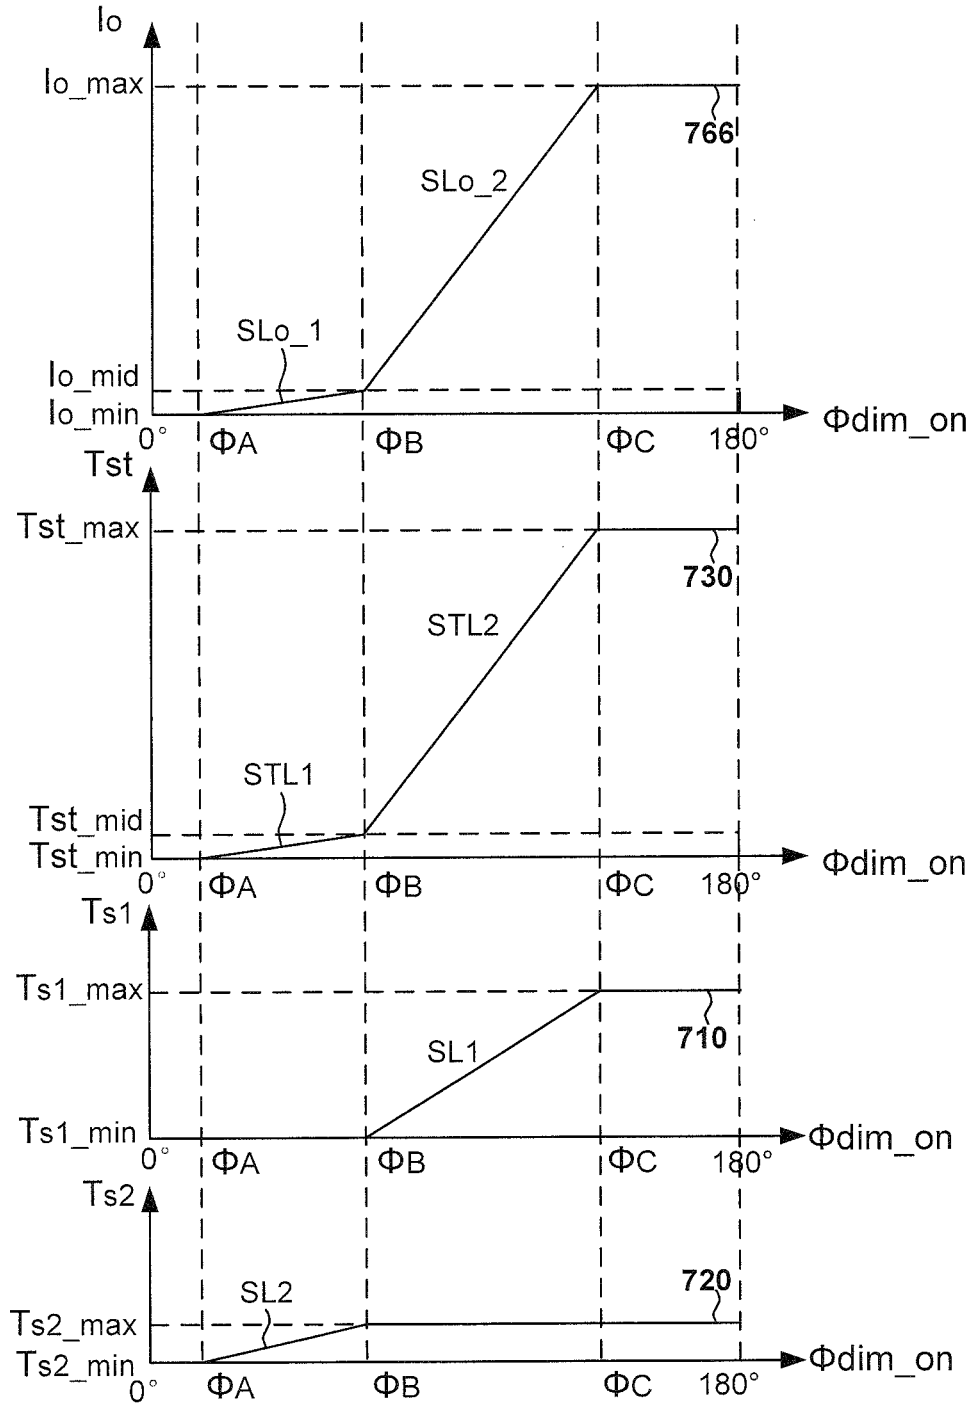 Io
Io_max
766
SLo_2
SLo_1
Io_mid
Io_min
0° ΦA ΦB ΦC 180° Φdim_on
Tst
Tst_max
730
STL2
STL1
Tst_mid
Tst_min
0° ΦA ΦB ΦC 180° Φdim_on
Ts1
Ts1_max
710
SL1
Ts1_min
0° ΦA ΦB ΦC 180° Φdim_on
Ts2
720
SL2
Ts2_max
Ts2_min
0° ΦA ΦB ΦC 180° Φdim_on